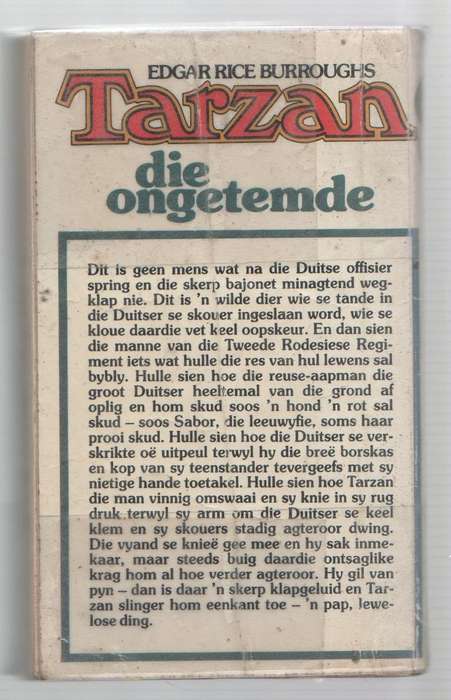 EDGAR RICE BURROUGHS
Tarzan
die
ongetemde
Dit is geen mens wat na die Duitse offisier
spring en die skerp bajonet minagtend weg-
klap nie. Dit is 'n wilde dier wie se tande in
die Duitser se skouer ingeslaan word, wie se
kloue daardie vet keel oopskeur. En dan sien
die manne van die Tweede Rodesiese Regi-
ment iets wat hulle die res van hul lewens sal
bybly. Hulle sien hoe die reuse-aapman die
groot Duitser heeltemal van die grond af
oplig en hom skud soos 'n hond 'n rot sal
skud – soos Sabor, die leeuwyfie, soms haar
prooi skud. Hulle sien hoe die Duitser se ver-
skrikte oë uitpeul terwyl hy die breë borskas
en kop van sy teenstander tevergeefs met sy
nietige hande toetakel. Hulle sien hoe Tarzan
die man vinnig omswaai en sy knie in sy rug
druk terwyl sy arm om die Duitser se keel
klem en sy skouers stadig agteroor dwing.
Die vyand se knieë gee mee en hy sak inme-
kaar, maar steeds buig daardie ontsaglike
krag hom al hoe verder agteroor. Hy gil van
pyn – dan is daar 'n skerp klapgeluid en Tar-
zan slinger hom eenkant toe – 'n pap, lewe-
lose ding.